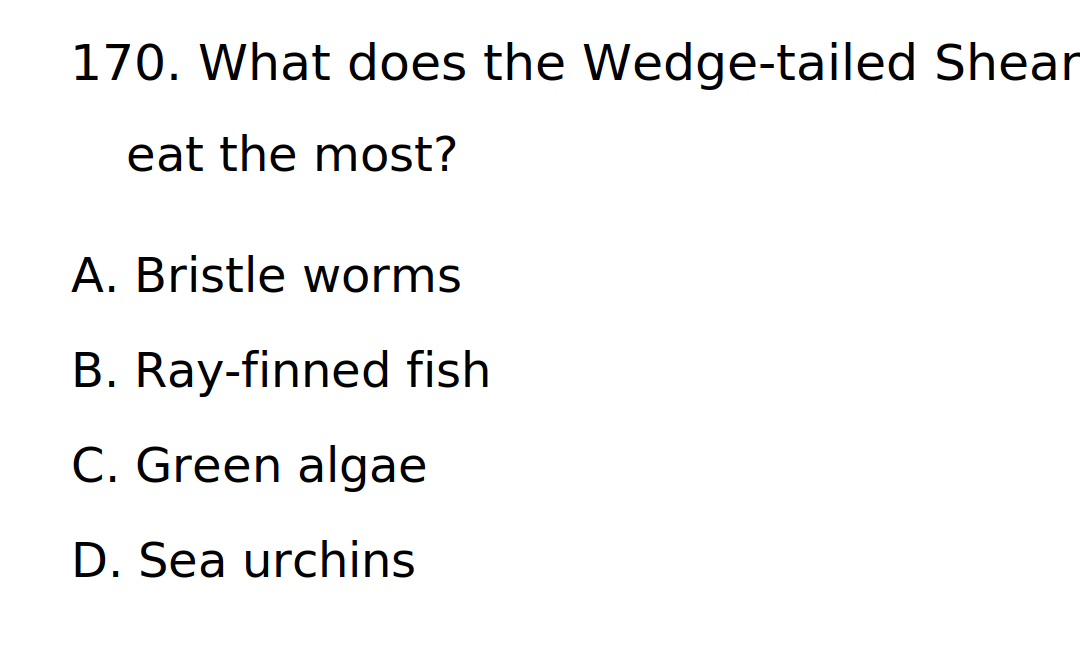 170. What does the Wedge-tailed Shear
eat the most?
A. Bristle worms
B. Ray-finned fish
C. Green algae
D. Sea urchins